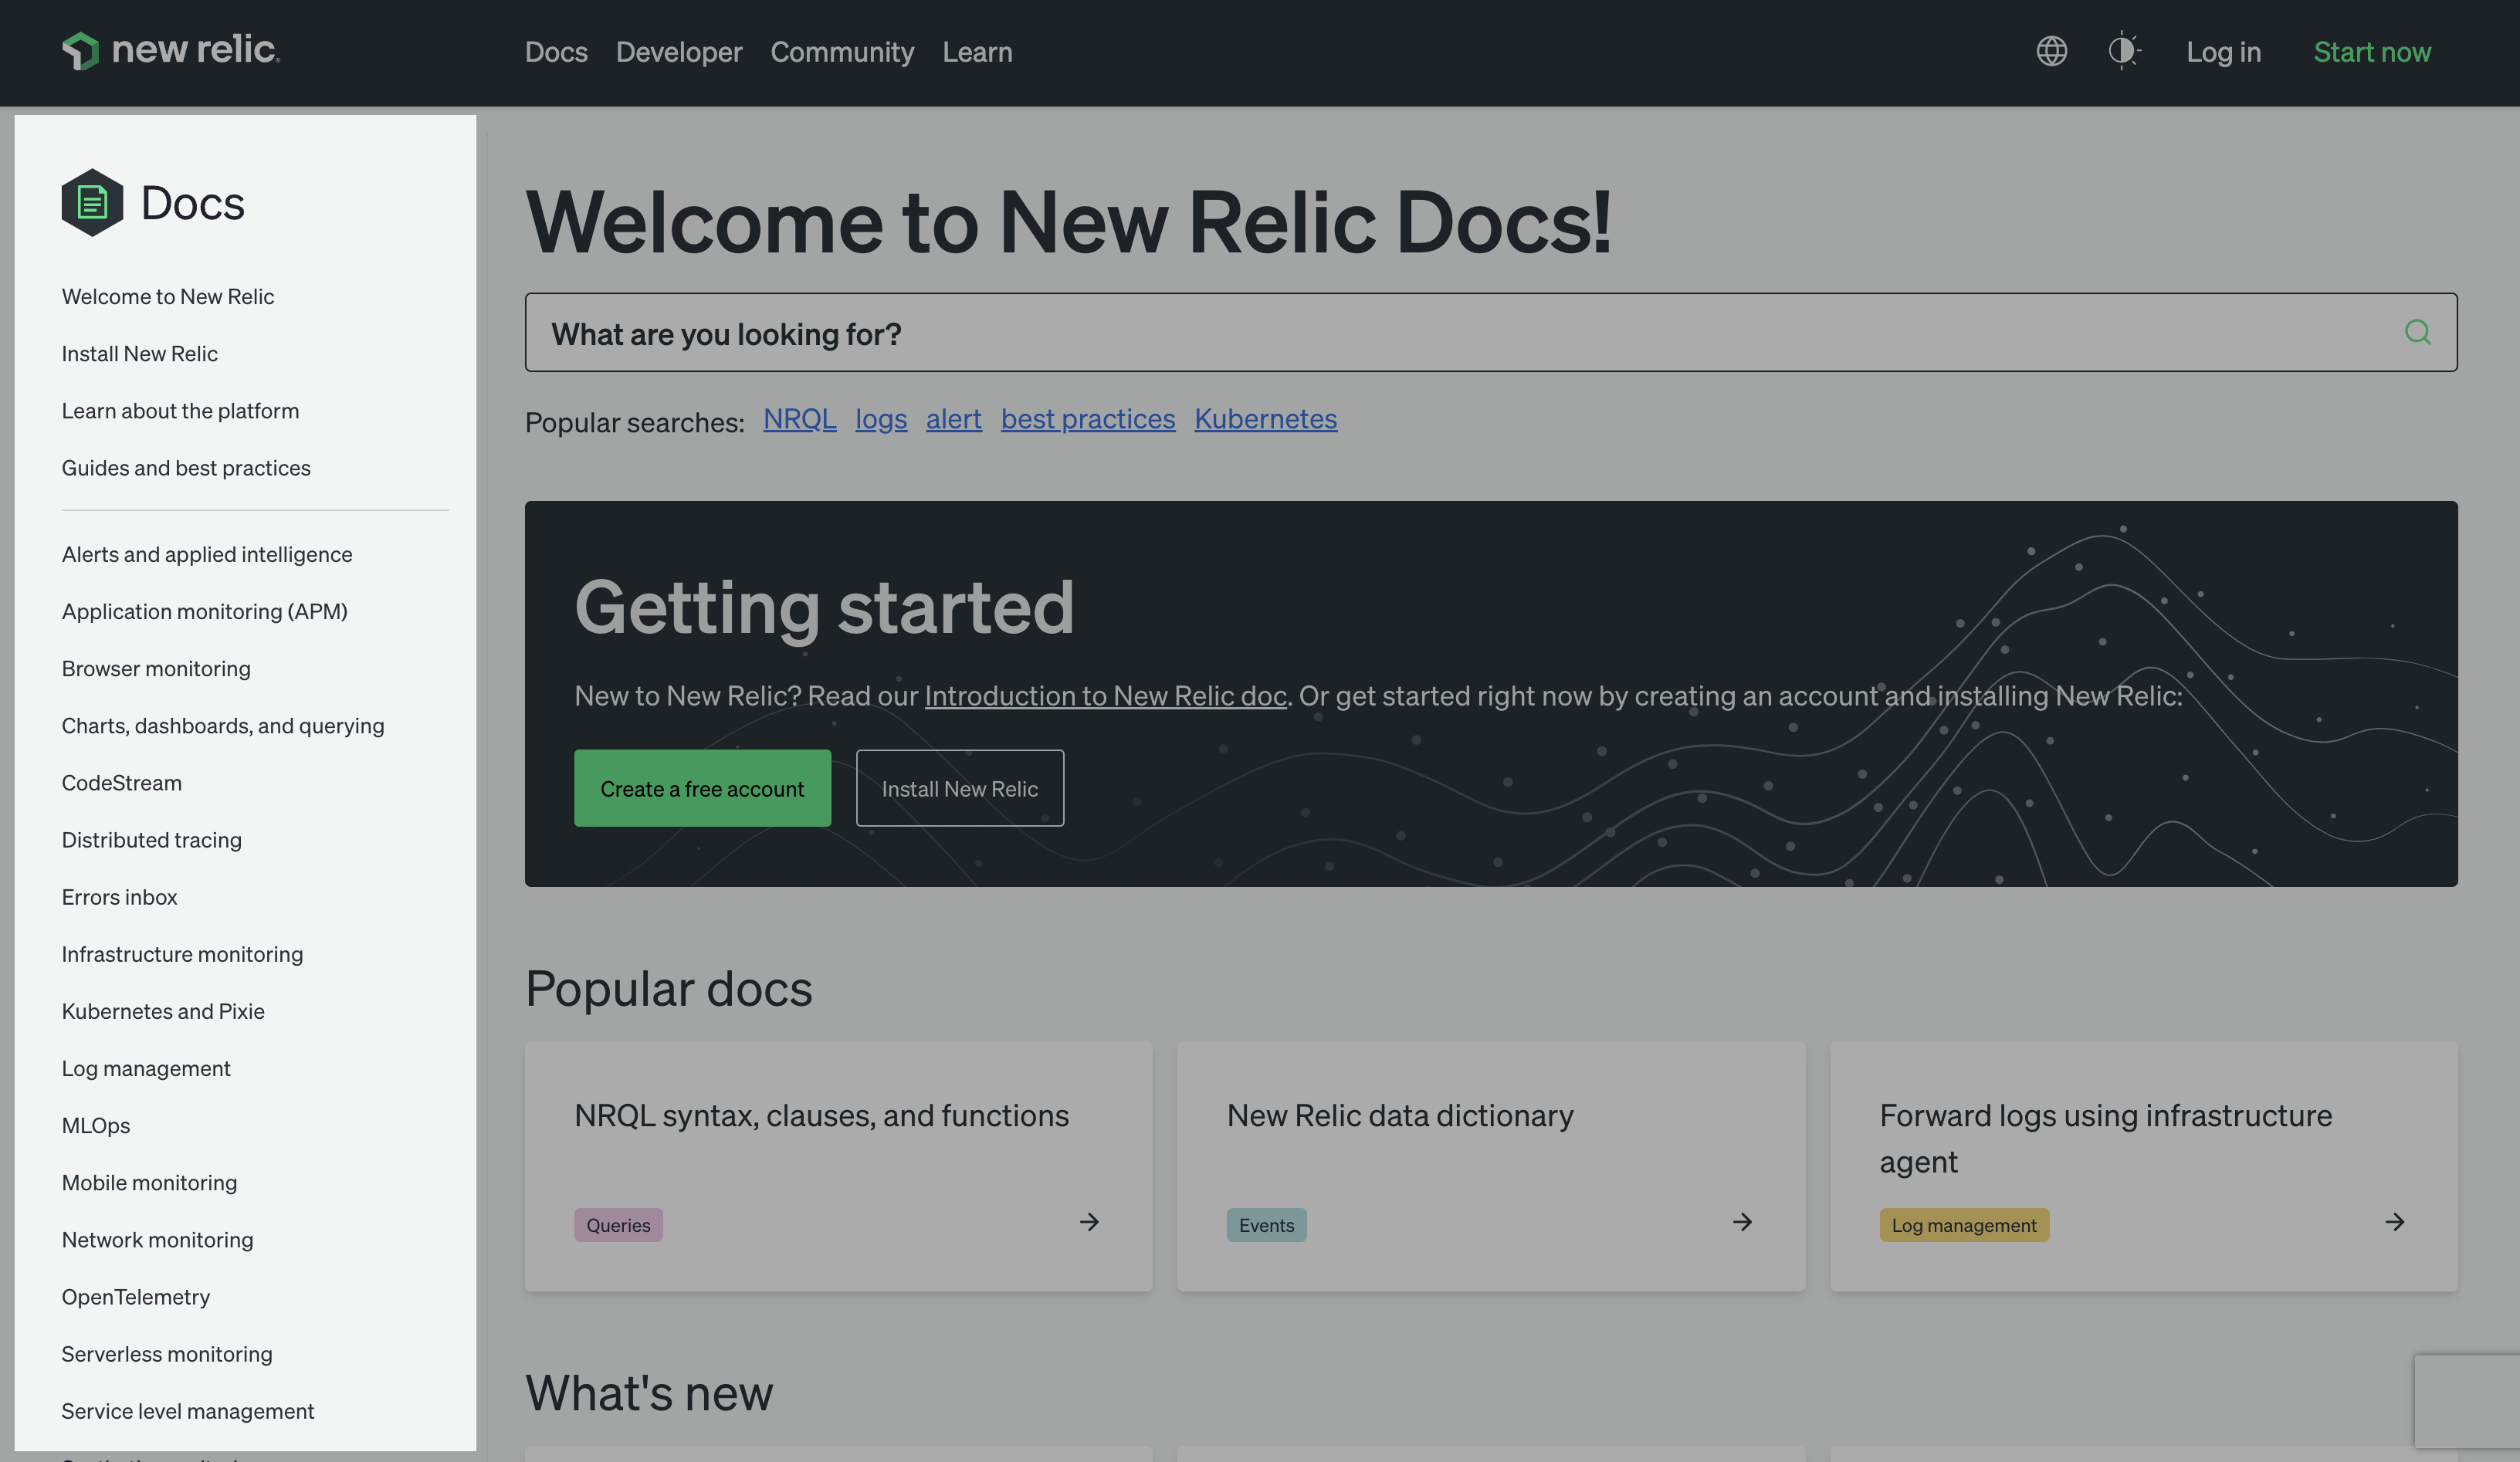 new relic
Docs Developer Community Learn
Log in Start now
Docs
Welcome to New Relic
Install New Relic
Learn about the platform
Guides and best practices
Alerts and applied intelligence
Application monitoring (APM)
Browser monitoring
Charts, dashboards, and querying
CodeStream
Distributed tracing
Errors inbox
Infrastructure monitoring
Kubernetes and Pixie
Log management
MLOps
Mobile monitoring
Network monitoring
OpenTelemetry
Serverless monitoring
Service level management
Welcome to New Relic Docs!
What are you looking for?
Popular searches: NRQL logs alert best practices Kubernetes
Getting started
New to New Relic? Read our Introduction to New Relic doc. Or get started right now by creating an account and installing New Relic:
Create a free account
Install New Relic
Popular docs
NRQL syntax, clauses, and functions
Queries
New Relic data dictionary
Events
Forward logs using infrastructure
agent
Log management
What's new